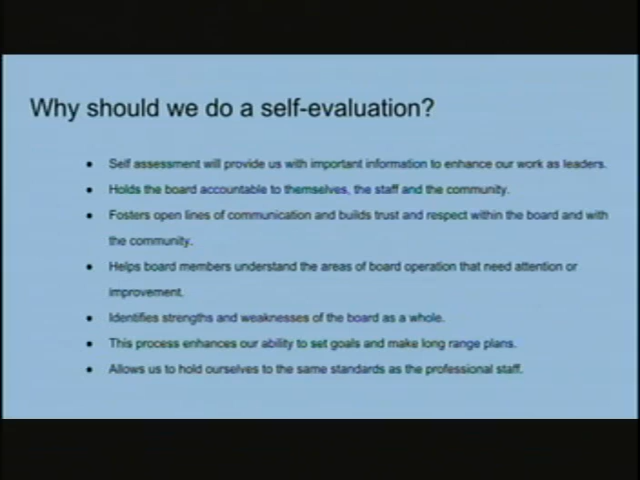 Why should we do a self-evaluation?
● Self assessment will provide us with important information to enhance our work as leaders.
● Holds the board accountable to themselves, the staff and the community.
● Fosters open lines of communication and builds trust and respect within the board and with
the community.
● Helps board members understand the areas of board operation that need attention or
improvement.
● Identifies strengths and weaknesses of the board as a whole.
● This process enhances our ability to set goals and make long range plans.
● Allows us to hold ourselves to the same standards as the professional staff.